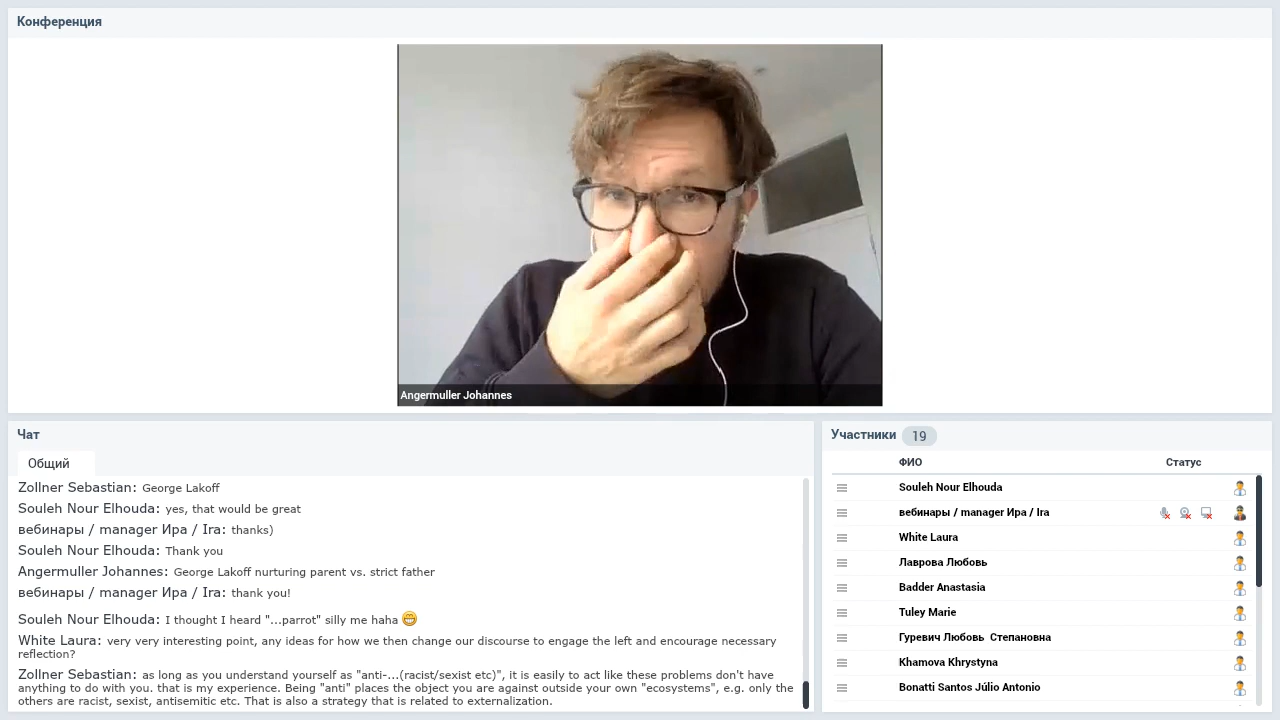 Конференция
Angermuller Johannes
Чат
Общий
Zollner Sebastian: George Lakoff
Souleh Nour Elhouda: yes, that would be great
вебинары / manager Ира / Ira: thanks)
Souleh Nour Elhouda: Thank you
Angermuller Johannes: George Lakoff nurturing parent vs. strict father
вебинары / manager Ира / Ira: thank you!
Souleh Nour Elhouda: I thought I heard "...parrot" silly me haha
White Laura: very very interesting point, any ideas for how we then change our discourse to engage the left and encourage necessary
reflection?
Zollner Sebastian: as long as you understand yourself as "anti-...(racist/sexist etc)", it is easily to act like these problems don't have
anything to do with you. that is my experience. Being "anti" places the object you are against outside your own "ecosystems", e.g. only the
others are racist, sexist, antisemitic etc. That is also a strategy that is related to externalization.
Участники 19
ФИО Статус
Souleh Nour Elhouda
вебинары / manager Ира / Ira
White Laura
Лаврова Любовь
Badder Anastasia
Tuley Marie
Гуревич Любовь Степановна
Khamova Khrystyna
Bonatti Santos Júlio Antonio